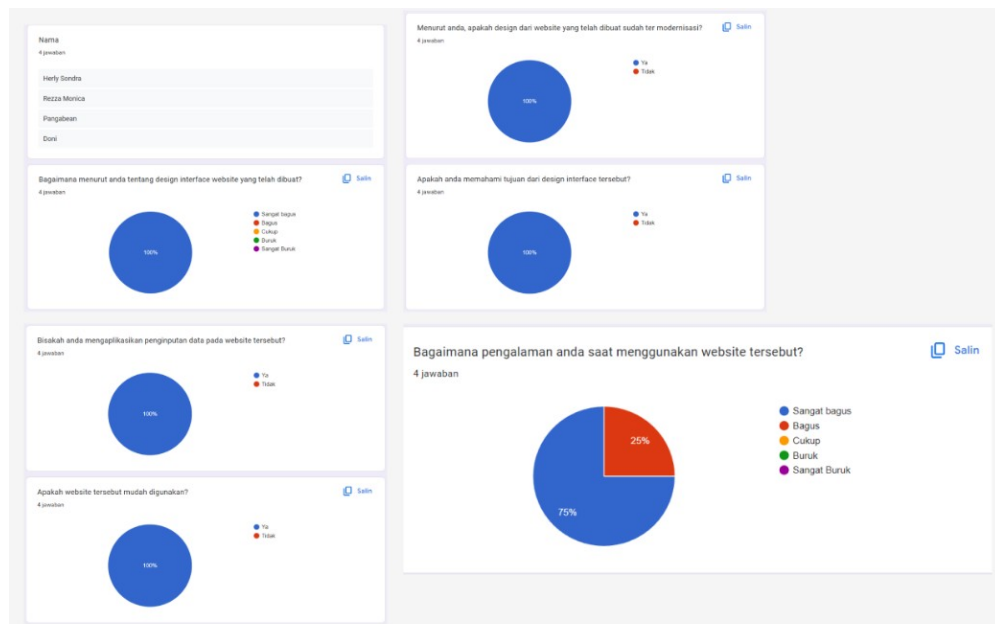 Nama
4 jawaban
Herly Sondra
Rezza Monica
Pangabean
Doni
Menurut anda, apakah design dari website yang telah dibuat sudah ter modernisasi?
Salin
4 jawaban
Ya
Tidak
100%
Bagaimana menurut anda tentang design interface website yang telah dibuat?
Salin
4 jawaban
Sangat bagus
Bagus
Cukup
Buruk
Sangat Buruk
100%
Apakah anda memahami tujuan dari design interface tersebut?
Salin
4 jawaban
Ya
Tidak
100%
Bisakah anda mengaplikasikan penginputan data pada website tersebut?
Salin
4 jawaban
Ya
Tidak
100%
Bagaimana pengalaman anda saat menggunakan website tersebut?
Salin
4 jawaban
Sangat bagus
Bagus
Cukup
Buruk
Sangat Buruk
25%
75%
Apakah website tersebut mudah digunakan?
Salin
4 jawaban
Ya
Tidak
100%